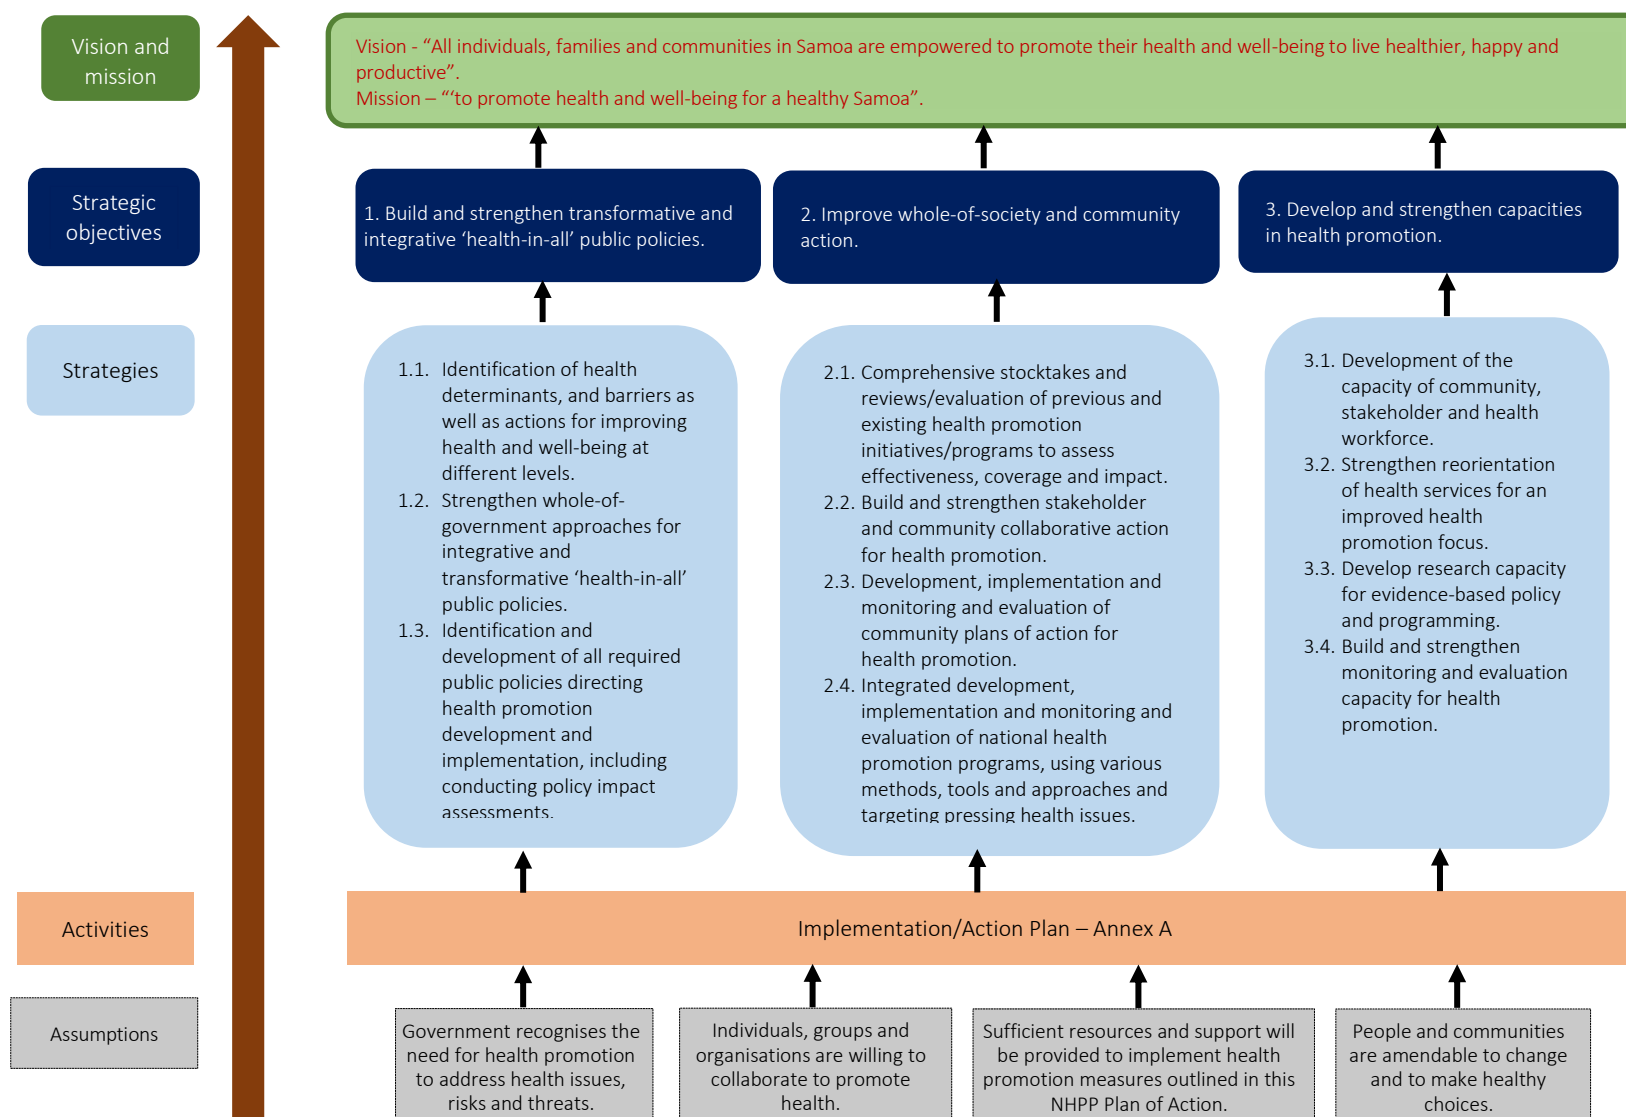 Vision and
mission
Vision - “All individuals, families and communities in Samoa are empowered to promote their health and well-being to live healthier, happy and
productive”.
Mission – “‘to promote health and well-being for a healthy Samoa”.
Strategic
objectives
1. Build and strengthen transformative and
integrative ‘health-in-all’ public policies.
2. Improve whole-of-society and community
action.
3. Develop and strengthen capacities
in health promotion.
Strategies
1.1. Identification of health
determinants, and barriers as
well as actions for improving
health and well-being at
different levels.
1.2. Strengthen whole-of-
government approaches for
integrative and
transformative ‘health-in-all’
public policies.
1.3. Identification and
development of all required
public policies directing
health promotion
development and
implementation, including
conducting policy impact
assessments.
2.1. Comprehensive stocktakes and
reviews/evaluation of previous and
existing health promotion
initiatives/programs to assess
effectiveness, coverage and impact.
2.2. Build and strengthen stakeholder
and community collaborative action
for health promotion.
2.3. Development, implementation and
monitoring and evaluation of
community plans of action for
health promotion.
2.4. Integrated development,
implementation and monitoring and
evaluation of national health
promotion programs, using various
methods, tools and approaches and
targeting pressing health issues.
3.1. Development of the
capacity of community,
stakeholder and health
workforce.
3.2. Strengthen reorientation
of health services for an
improved health
promotion focus.
3.3. Develop research capacity
for evidence-based policy
and programming.
3.4. Build and strengthen
monitoring and evaluation
capacity for health
promotion.
Activities
Implementation/Action Plan – Annex A
Assumptions
Government recognises the
need for health promotion
to address health issues,
risks and threats.
Individuals, groups and
organisations are willing to
collaborate to promote
health.
Sufficient resources and support will
be provided to implement health
promotion measures outlined in this
NHPP Plan of Action.
People and communities
are amendable to change
and to make healthy
choices.